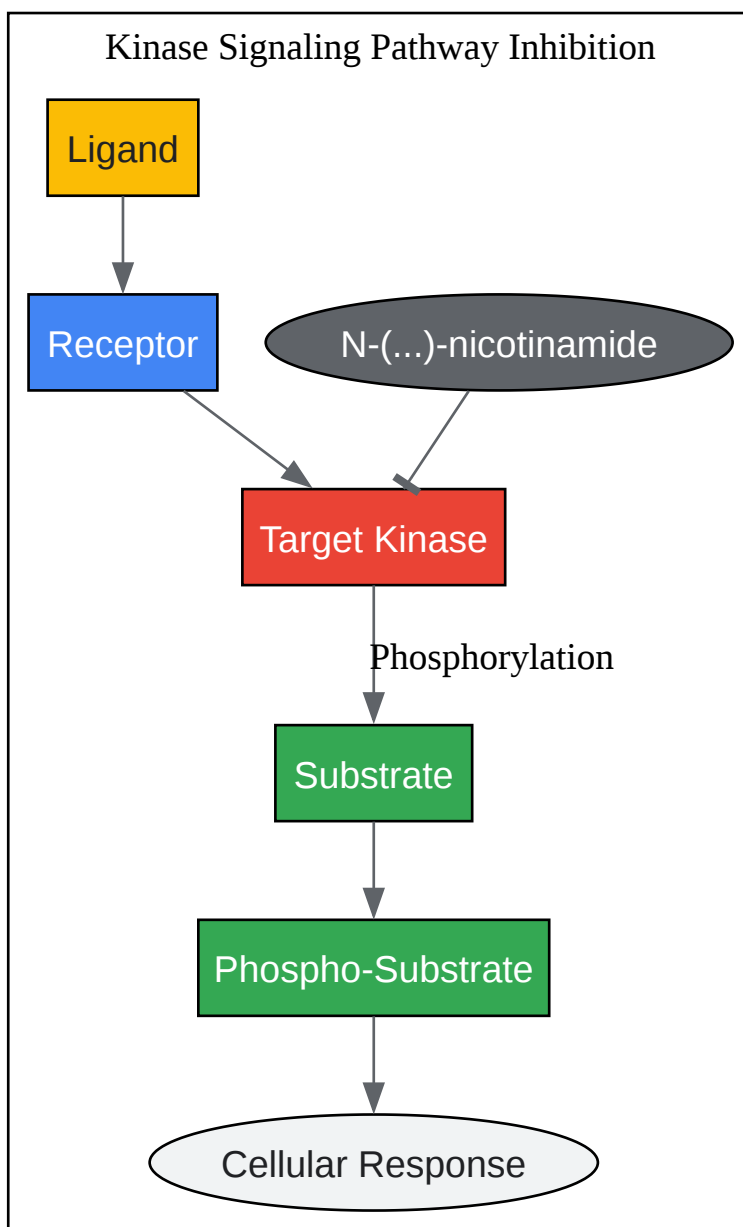 Kinase Signaling Pathway Inhibition
Ligand
Receptor
N-(...)-nicotinamide
Target Kinase
Phosphorylation
Substrate
Phospho-Substrate
Cellular Response